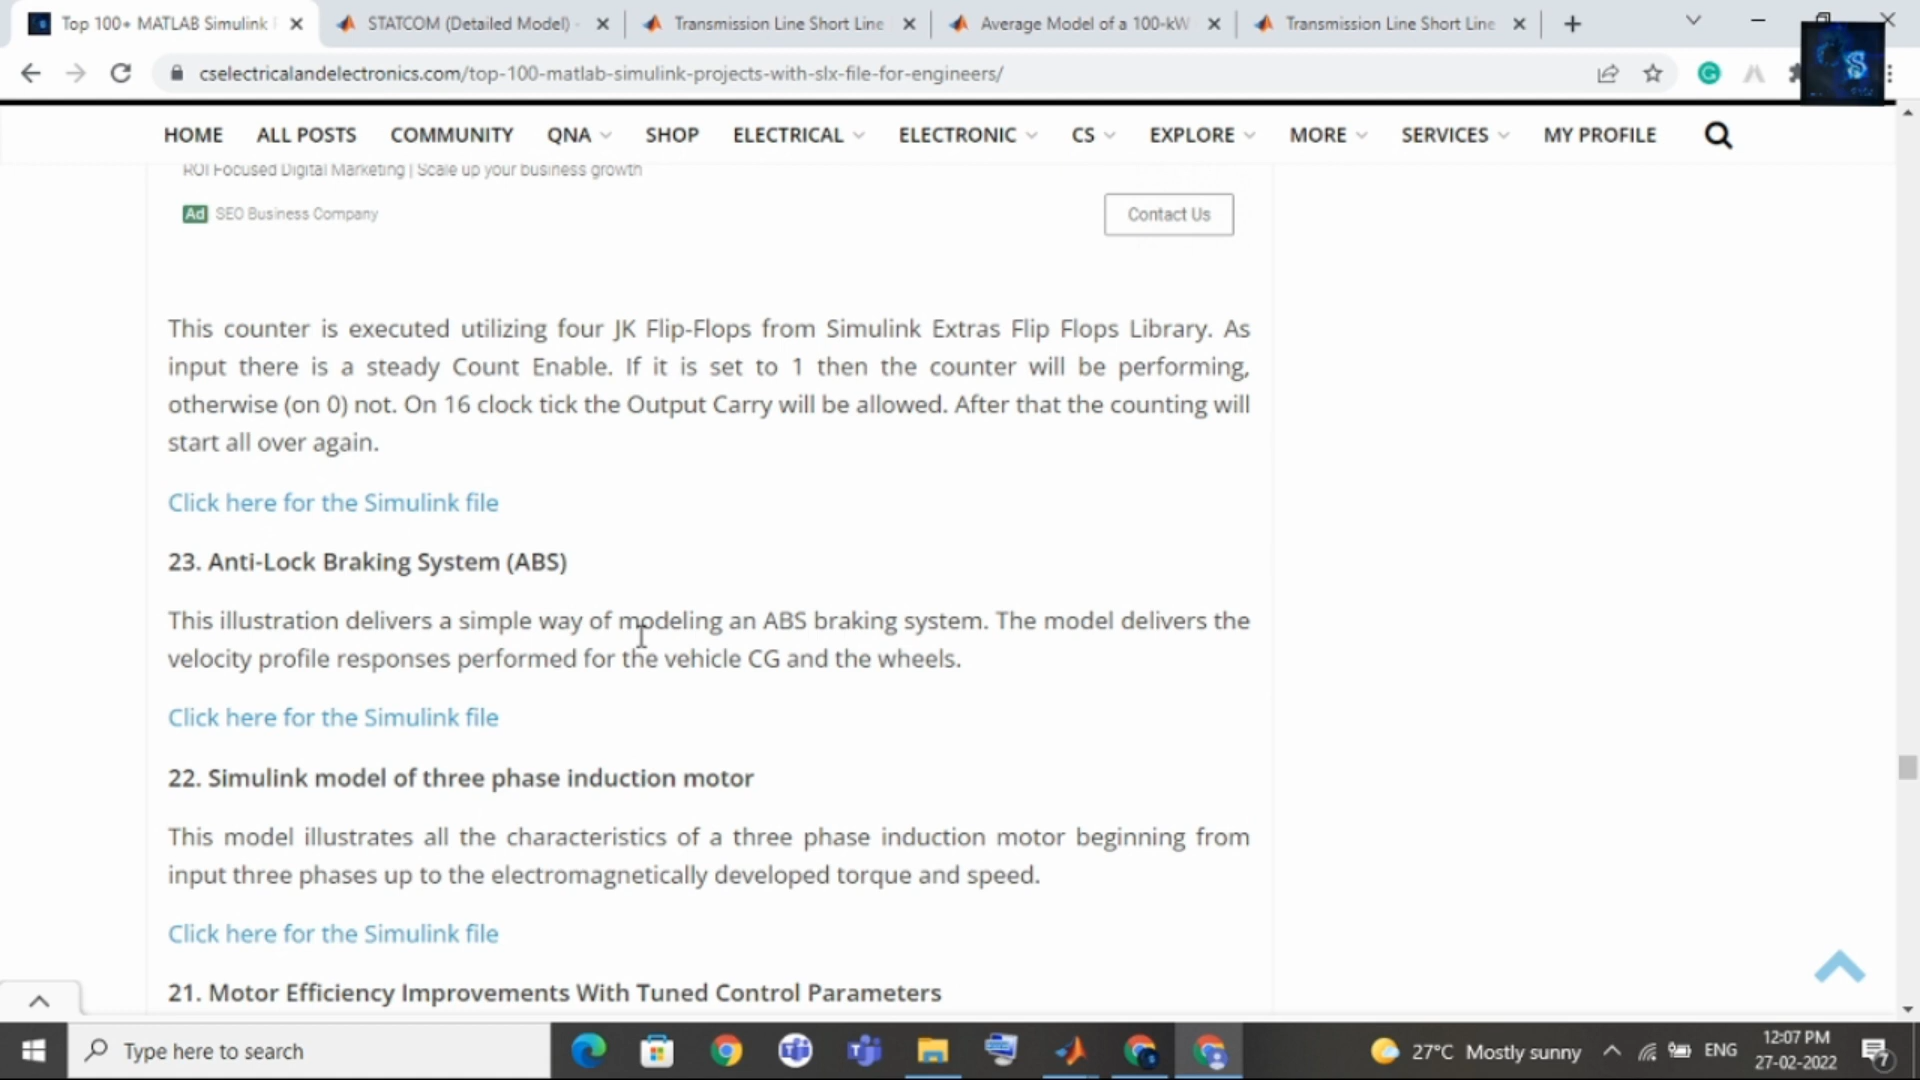 Top 100+ MATLAB Simulink
STATCOM (Detailed Model) -
Transmission Line Short Line
Average Model of a 100-kW
Transmission Line Short Line
cselectricalandelectronics.com/top-100-matlab-simulink-projects-with-slx-file-for-engineers/
HOME ALL POSTS COMMUNITY QNA SHOP ELECTRICAL ELECTRONIC CS EXPLORE MORE SERVICES MY PROFILE
ROI Focused Digital Marketing | Scale up your business growth
Ad SEO Business Company
Contact Us
This counter is executed utilizing four JK Flip-Flops from Simulink Extras Flip Flops Library. As
input there is a steady Count Enable. If it is set to 1 then the counter will be performing,
otherwise (on 0) not. On 16 clock tick the Output Carry will be allowed. After that the counting will
start all over again.
Click here for the Simulink file
23. Anti-Lock Braking System (ABS)
This illustration delivers a simple way of modeling an ABS braking system. The model delivers the
velocity profile responses performed for the vehicle CG and the wheels.
Click here for the Simulink file
22. Simulink model of three phase induction motor
This model illustrates all the characteristics of a three phase induction motor beginning from
input three phases up to the electromagnetically developed torque and speed.
Click here for the Simulink file
21. Motor Efficiency Improvements With Tuned Control Parameters
Type here to search
27°C Mostly sunny
ENG
12:07 PM
27-02-2022
7